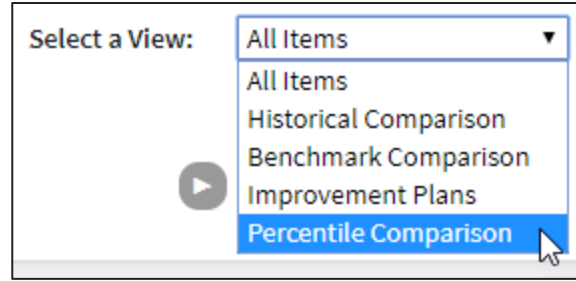 Select a View: All Items
All Items
Historical Comparison
Benchmark Comparison
Improvement Plans
Percentile Comparison